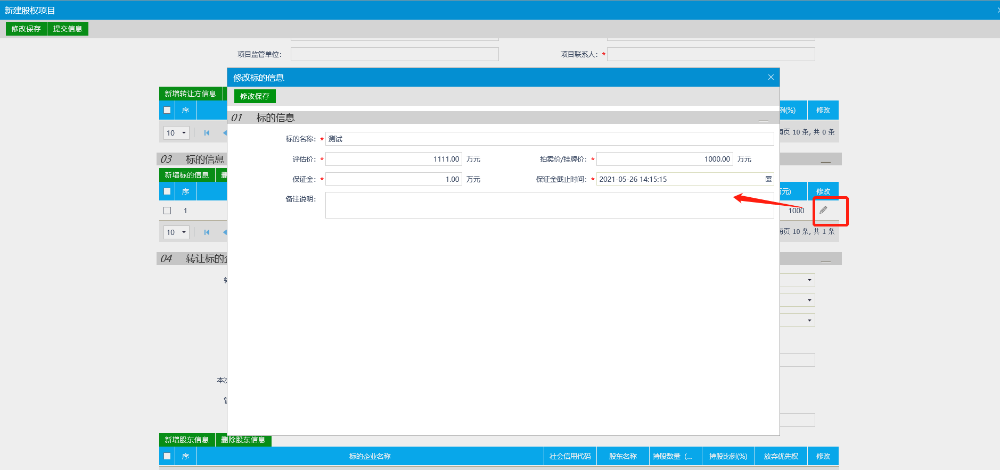 新建股权项目
修改保存 提交信息
项目监管单位: 项目联系人: *
修改标的信息
新增转让方信息 修改保存
序 例(%) 修改
01 标的信息
10 每页 10 条, 共 0 条
标的名称: * 测试
03 标的信息 评估价: * 1111.00 万元 拍卖价/挂牌价: * 1000.00 万元
新增标的信息 删 保证金: * 1.00 万元 保证金截止时间: * 2021-05-26 14:15:15
序 万元) 修改
备注说明:
1 1000
10 每页 10 条, 共 1 条
04 转让标的企
本次
管
新增股东信息 删除股东信息
序 标的企业名称 社会信用代码 股东名称 持股数量 (... 持股比例(%) 放弃优先权 修改